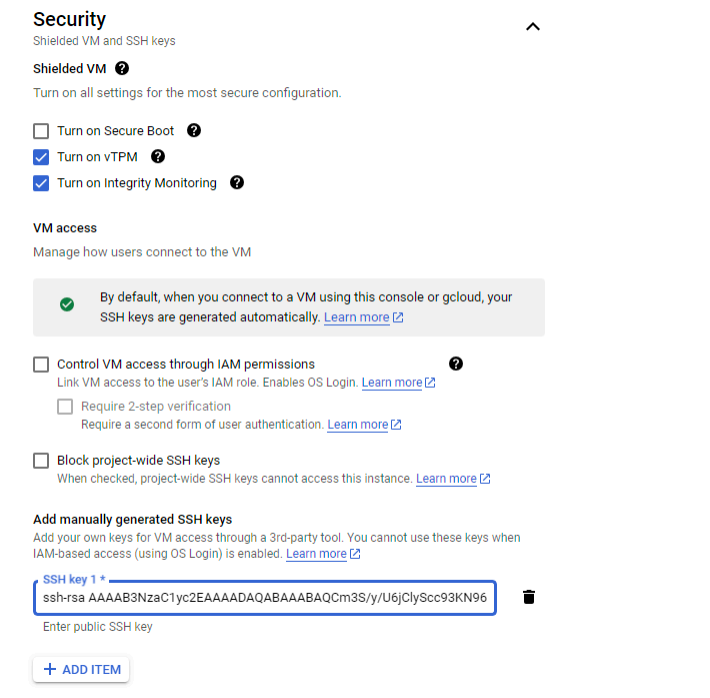 Security
Shielded VM and SSH keys
Shielded VM
Turn on all settings for the most secure configuration.
Turn on Secure Boot
Turn on vTPM
Turn on Integrity Monitoring
VM access
Manage how users connect to the VM
By default, when you connect to a VM using this console or gcloud, your
SSH keys are generated automatically. Learn more
Control VM access through IAM permissions
Link VM access to the user's IAM role. Enables OS Login. Learn more
Require 2-step verification
Require a second form of user authentication. Learn more
Block project-wide SSH keys
When checked, project-wide SSH keys cannot access this instance. Learn more
Add manually generated SSH keys
Add your own keys for VM access through a 3rd-party tool. You cannot use these keys when
IAM-based access (using OS Login) is enabled. Learn more
SSH key 1 *
ssh-rsa AAAAB3NzaC1yc2EAAAADAQABAAABAQCm3S/y/U6jClyScc93KN96
Enter public SSH key
+ ADD ITEM